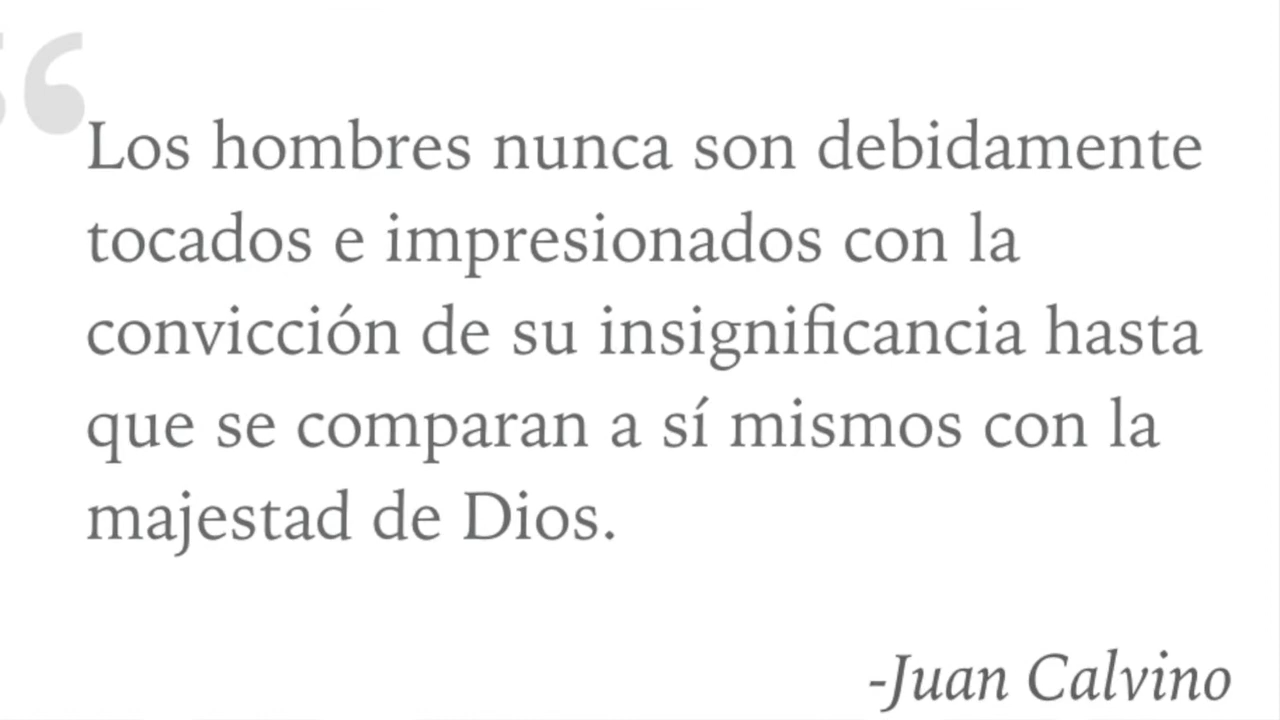 “
Los hombres nunca son debidamente
tocados e impresionados con la
convicción de su insignificancia hasta
que se comparan a sí mismos con la
majestad de Dios.
-Juan Calvino